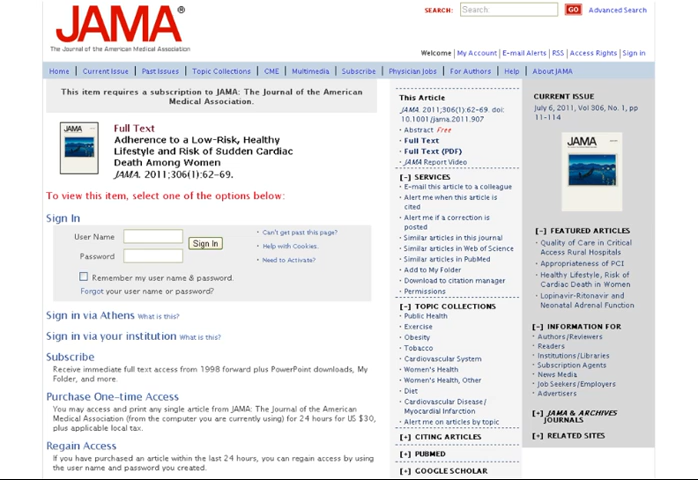 JAMA®
The Journal of the American Medical Association
SEARCH: Search: GO Advanced Search
Welcome | My Account | E-mail Alerts | RSS | Access Rights | Sign in
Home | Current Issue | Past Issues | Topic Collections | CME | Multimedia | Subscribe | Physician Jobs | For Authors | Help | About JAMA
This item requires a subscription to JAMA: The Journal of the American
Medical Association.
JAMA
Full Text
Adherence to a Low-Risk, Healthy
Lifestyle and Risk of Sudden Cardiac
Death Among Women
JAMA. 2011;306(1):62-69.
To view this item, select one of the options below:
Sign In
User Name
Password
Sign In
Remember my user name & password.
Forgot your user name or password?
· Can't get past this page?
· Help with Cookies.
· Need to Activate?
Sign in via Athens What is this?
Sign in via your institution What is this?
Subscribe
Receive immediate full text access from 1998 forward plus PowerPoint downloads, My
Folder, and more.
Purchase One-time Access
You may access and print any single article from JAMA: The Journal of the American
Medical Association (from the computer you are currently using) for 24 hours for US $30,
plus applicable local tax.
Regain Access
If you have purchased an article within the last 24 hours, you can regain access by using
the user name and password you created.
This Article
JAMA. 2011;306(1):62-69. doi:
10.1001/jama.2011.907
· Abstract Free
· Full Text
· Full Text (PDF)
· JAMA Report Video
[-] SERVICES
· E-mail this article to a colleague
· Alert me when this article is
cited
· Alert me if a correction is
posted
· Similar articles in this journal
· Similar articles in Web of Science
· Similar articles in PubMed
· Add to My Folder
· Download to citation manager
· Permissions
[-] TOPIC COLLECTIONS
· Public Health
· Exercise
· Obesity
· Tobacco
· Cardiovascular System
· Women's Health
· Women's Health, Other
· Diet
· Cardiovascular Disease/
Myocardial Infarction
· Alert me on articles by topic
[+] CITING ARTICLES
[+] PUBMED
[+] GOOGLE SCHOLAR
CURRENT ISSUE
July 6, 2011, Vol 306, No. 1, pp
11-114
JAMA
[-] FEATURED ARTICLES
· Quality of Care in Critical
Access Rural Hospitals
· Appropriateness of PCI
· Healthy Lifestyle, Risk of
Cardiac Death in Women
· Lopinavir-Ritonavir and
Neonatal Adrenal Function
[-] INFORMATION FOR
· Authors/Reviewers
· Readers
· Institutions/Libraries
· Subscription Agents
· News Media
· Job Seekers/Employers
· Advertisers
[+] JAMA & ARCHIVES
JOURNALS
[+] RELATED SITES